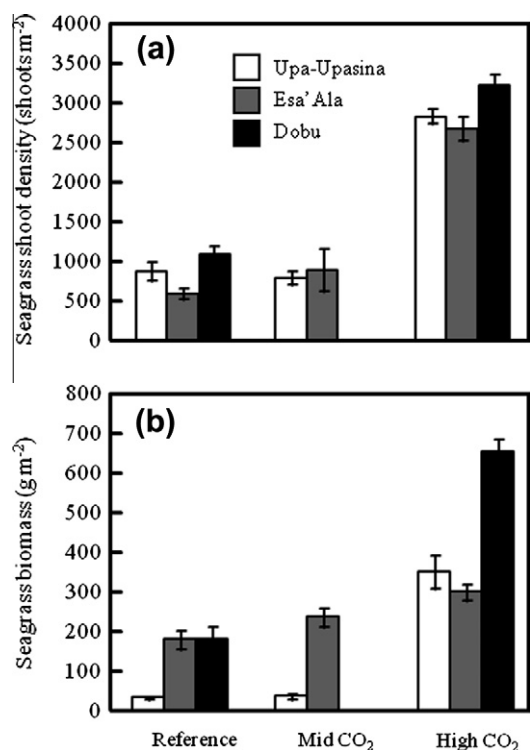 (a)
Seagrass shoot density (shoots m-2)
4000
3500
3000
2500
2000
1500
1000
500
0
Upa-Upasina
Esa'Ala
Dobu
(b)
Seagrass biomass (g m-2)
800
700
600
500
400
300
200
100
0
Reference
Mid CO2
High CO2